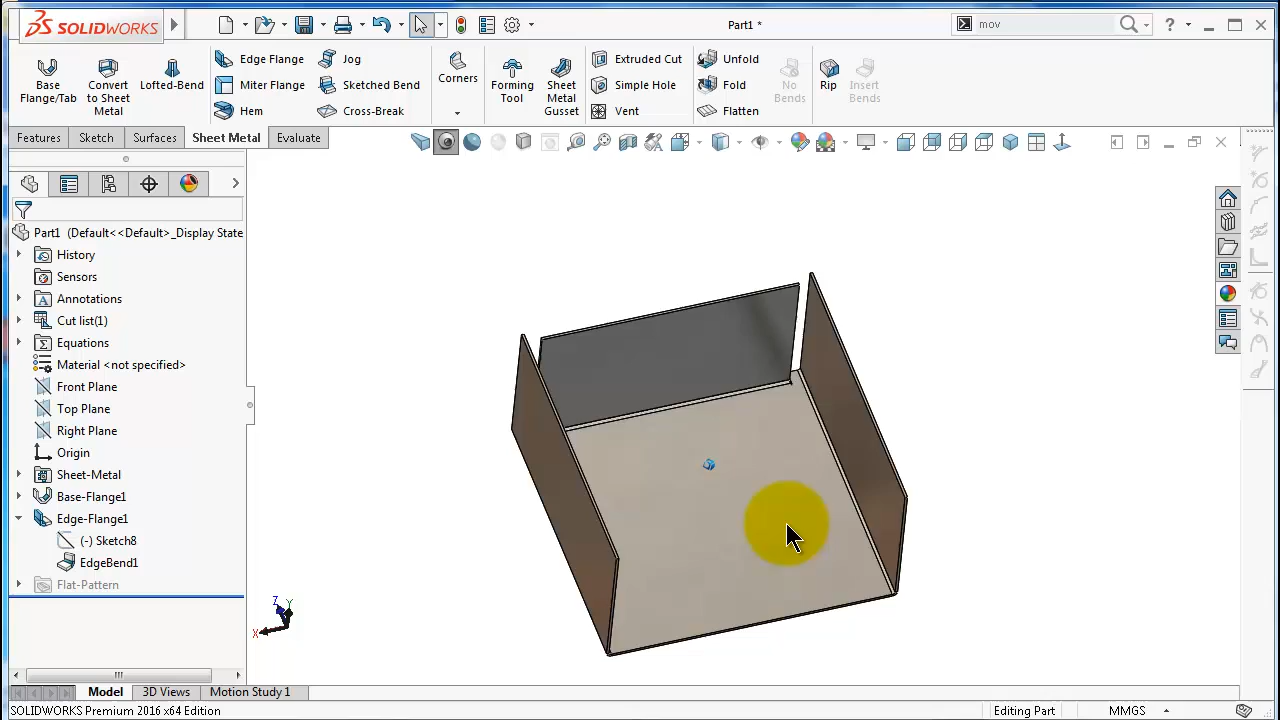 SOLIDWORKS
Part1 *
mov
Base Flange/Tab
Convert to Sheet Metal
Lofted-Bend
Edge Flange
Miter Flange
Hem
Jog
Sketched Bend
Cross-Break
Corners
Forming Tool
Sheet Metal Gusset
Extruded Cut
Simple Hole
Vent
Unfold
Fold
Flatten
No Bends
Rip
Insert Bends
Features
Sketch
Surfaces
Sheet Metal
Evaluate
Part1 (Default<<Default>_Display State
History
Sensors
Annotations
Cut list(1)
Equations
Material <not specified>
Front Plane
Top Plane
Right Plane
Origin
Sheet-Metal
Base-Flange1
Edge-Flange1
(-) Sketch8
EdgeBend1
Flat-Pattern
Z Y
X
Model
3D Views
Motion Study 1
SOLIDWORKS Premium 2016 x64 Edition
Editing Part
MMGS